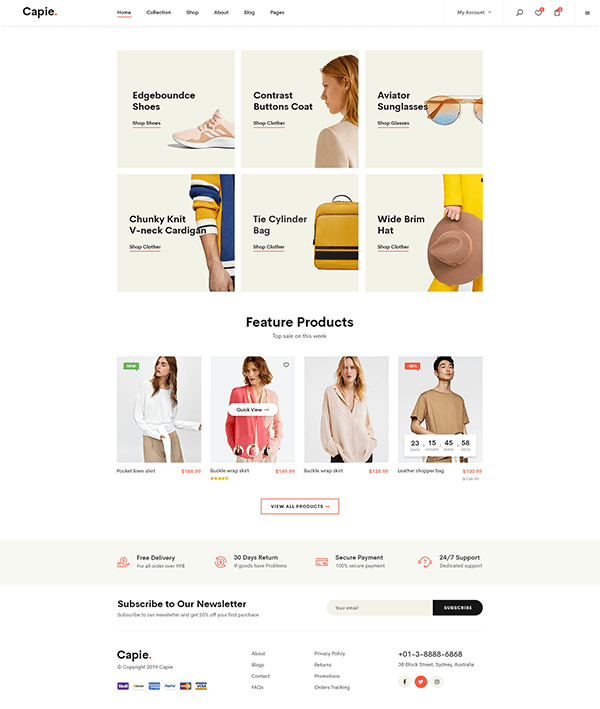 Capie.
Home Collection Shop About Blog Pages
My Account
Edgeboundce
Shoes
Shop Shoes
Contrast
Buttons Coat
Shop Clother
Aviator
Sunglasses
Shop Glasses
Chunky Knit
V-neck Cardigan
Shop Clother
Tie Cylinder
Bag
Shop Clother
Wide Brim
Hat
Shop Clother
Feature Products
Top sale on this week
NEW
Quick View
23 : 15 : 45 : 58
DAYS HOURS MINS SECS
Pocket linen shirt $166.99
Buckle wrap skirt $149.99
Buckle wrap skirt
Leather shopper bag $100.99
VIEW ALL PRODUCTS
Free Delivery
For all order over 99$
30 Days Return
If goods have Problems
Secure Payment
100% secure payment
24/7 Support
Dedicated support
Subscribe to Our Newsletter
Subscribe to our newsletter and get 20% off your first purchase
Your email
SUBSCRIBE
Capie.
© Copyright 2019 Capie.
Skrill
PayPal
VISA
About
Blogs
Contact
FAQs
Privacy Policy
Returns
Promotions
Orders Tracking
+01-3-8888-6868
38 Block Street, Sydney, Australia